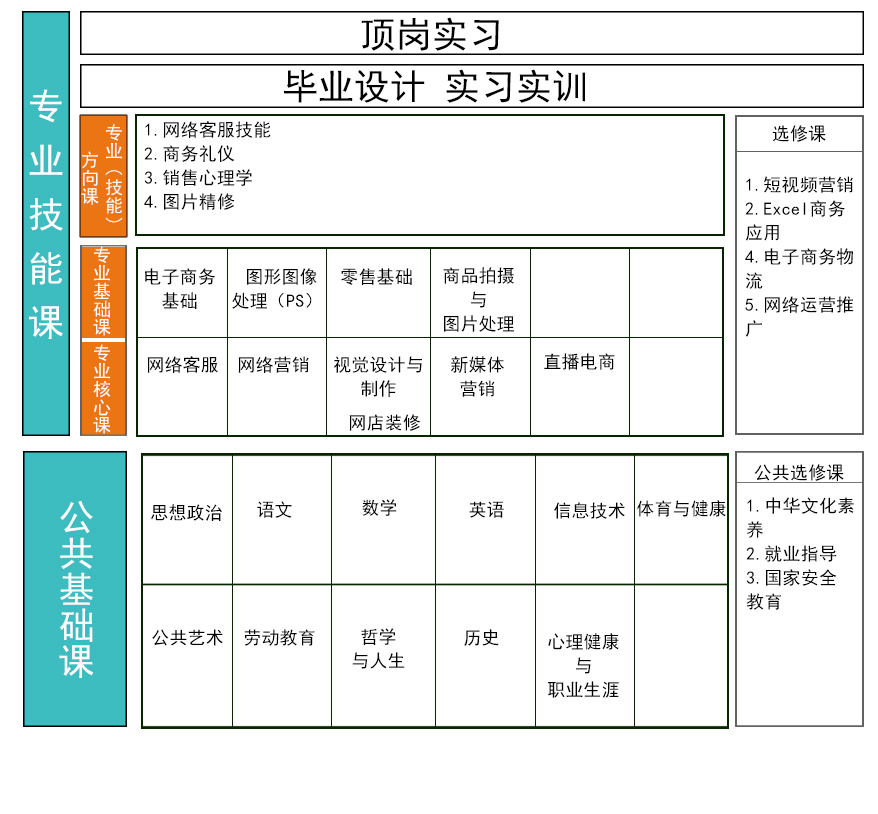 专业技能课
顶岗实习
毕业设计 实习实训
专业（技能）
方向课
1.网络客服技能
2.商务礼仪
3.销售心理学
4.图片精修
选修课
1.短视频营销
2.Excel商务
应用
4.电子商务物
流
5.网络运营推
广
专业基础课
电子商务
基础
图形图像
处理（PS）
零售基础
商品拍摄
与
图片处理
专业核心课
网络客服
网络营销
视觉设计与
制作
网店装修
新媒体
营销
直播电商
公共基础课
思想政治
语文
数学
英语
信息技术
体育与健康
公共艺术
劳动教育
哲学
与人生
历史
心理健康
与
职业生涯
公共选修课
1.中华文化素
养
2.就业指导
3.国家安全
教育